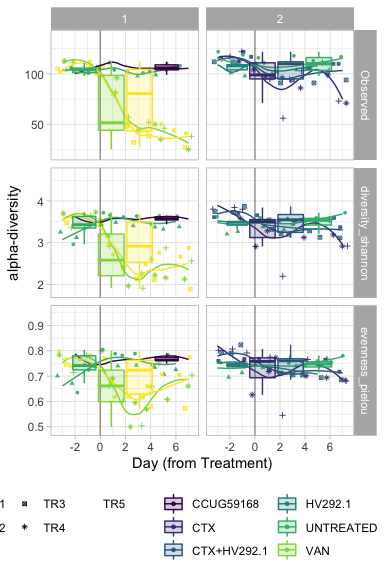 1 2
Observed
100
50
diversity_shannon
4
3
2
evenness_pielou
0.9
0.8
0.7
0.6
0.5
alpha-diversity
-2 0 2 4 6 -2 0 2 4 6
Day (from Treatment)
1 TR3 TR5 CCUG59168 HV292.1
2 TR4 CTX UNTREATED
CTX+HV292.1 VAN